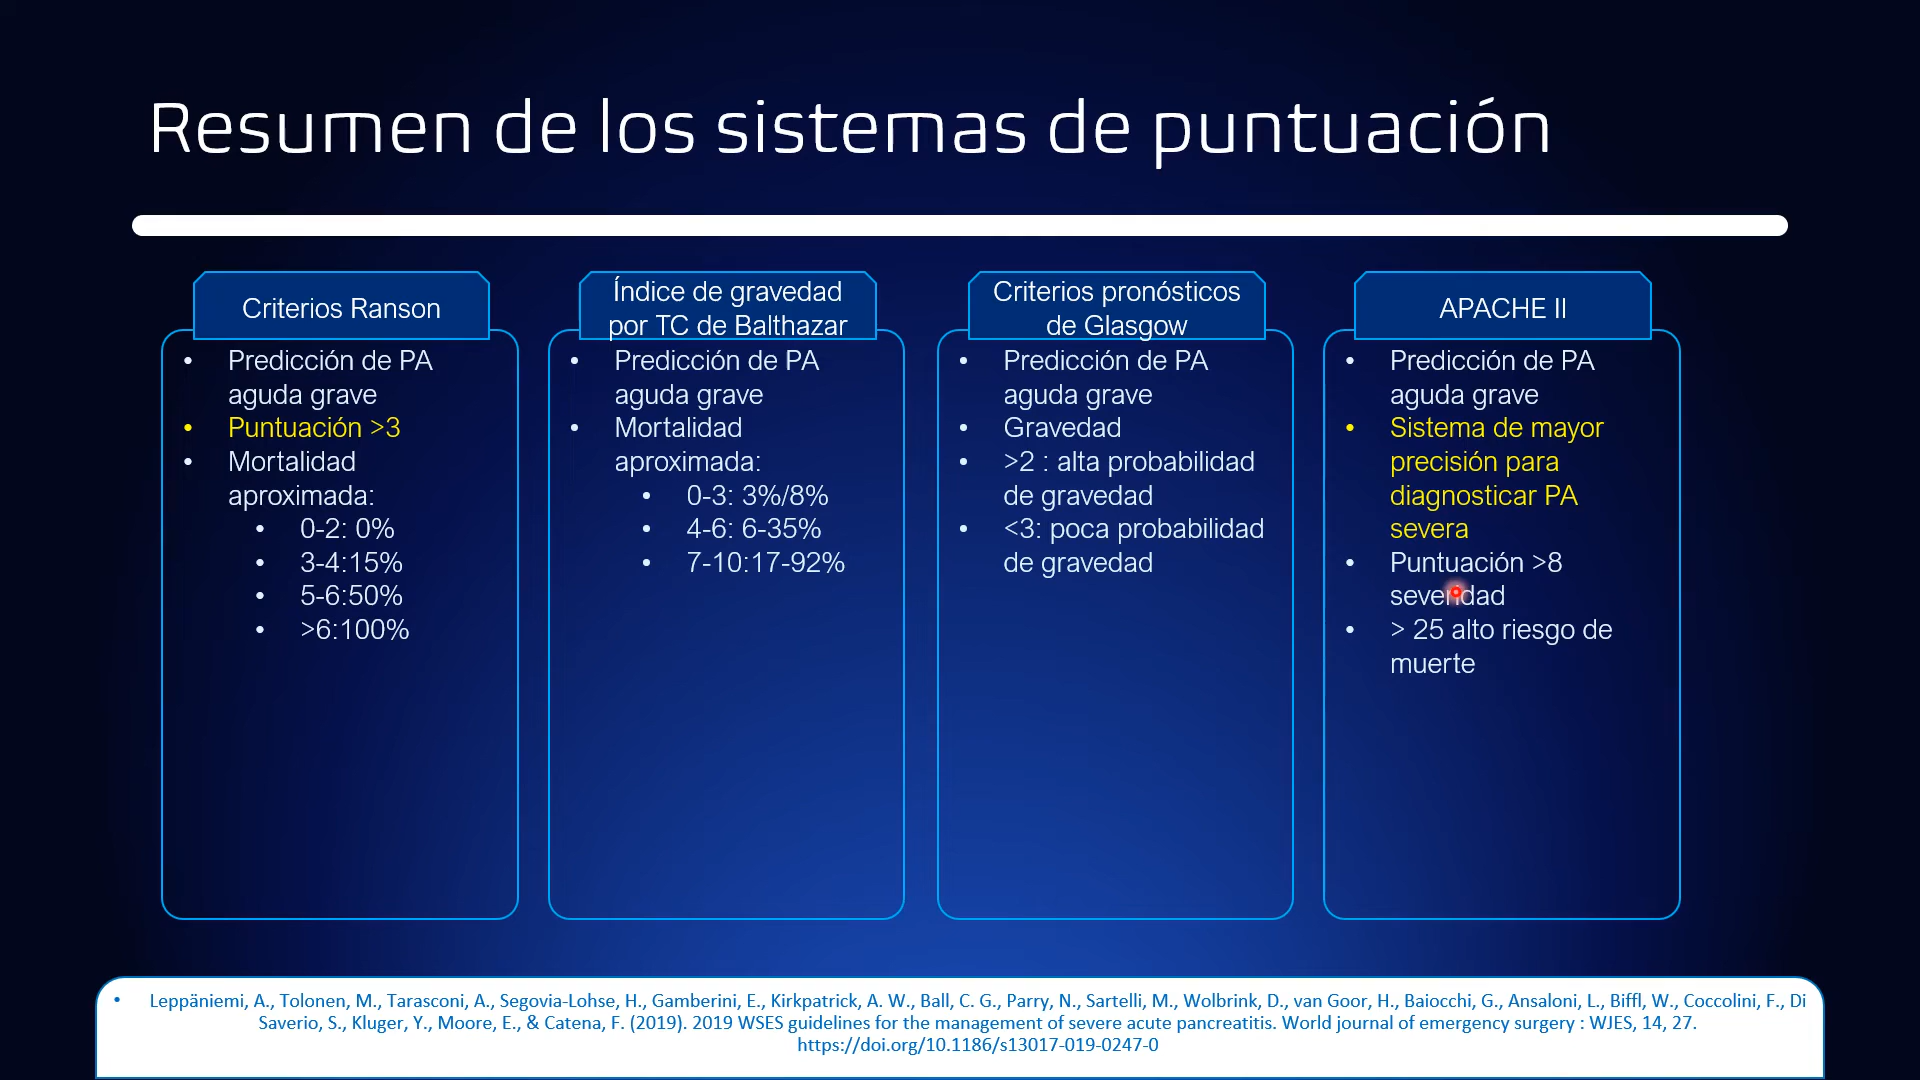 Resumen de los sistemas de puntuación
Criterios Ranson
• Predicción de PA
aguda grave
• Puntuación >3
• Mortalidad
aproximada:
• 0-2: 0%
• 3-4:15%
• 5-6:50%
• >6:100%
Índice de gravedad
por TC de Balthazar
• Predicción de PA
aguda grave
• Mortalidad
aproximada:
• 0-3: 3%/8%
• 4-6: 6-35%
• 7-10:17-92%
Criterios pronósticos
de Glasgow
• Predicción de PA
aguda grave
• Gravedad
• >2 : alta probabilidad
de gravedad
• <3: poca probabilidad
de gravedad
APACHE II
• Predicción de PA
aguda grave
• Sistema de mayor
precisión para
diagnosticar PA
severa
• Puntuación >8
severidad
• > 25 alto riesgo de
muerte
• Leppäniemi, A., Tolonen, M., Tarasconi, A., Segovia-Lohse, H., Gamberini, E., Kirkpatrick, A. W., Ball, C. G., Parry, N., Sartelli, M., Wolbrink, D., van Goor, H., Baiocchi, G., Ansaloni, L., Biffl, W., Coccolini, F., Di
Saverio, S., Kluger, Y., Moore, E., & Catena, F. (2019). 2019 WSES guidelines for the management of severe acute pancreatitis. World journal of emergency surgery : WJES, 14, 27.
https://doi.org/10.1186/s13017-019-0247-0